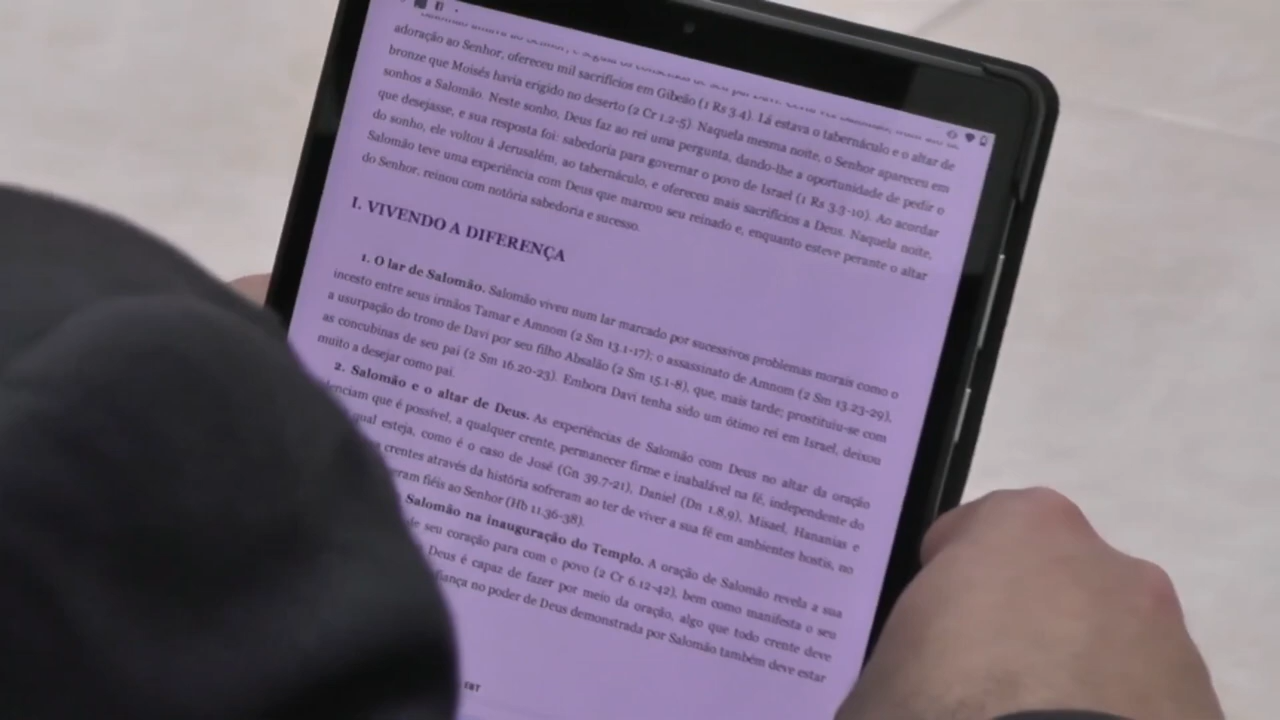 adoração ao Senhor, ofereceu mil sacrifícios em Gibeão (1 Rs 3.4). Lá estava o tabernáculo e o altar de
bronze que Moisés havia erigido no deserto (2 Cr 1.2-5). Naquela mesma noite, o Senhor apareceu em
sonhos a Salomão. Neste sonho, Deus faz ao rei uma pergunta, dando-lhe a oportunidade de pedir o
que desejasse, e sua resposta foi: sabedoria para governar o povo de Israel (1 Rs 3.3-10). Ao acordar
do sonho, ele voltou à Jerusalém, ao tabernáculo, e ofereceu mais sacrifícios a Deus. Naquela noite,
Salomão teve uma experiência com Deus que marcou seu reinado e, enquanto esteve perante o altar
do Senhor, reinou com notória sabedoria e sucesso.
I. VIVENDO A DIFERENÇA
1. O lar de Salomão. Salomão viveu num lar marcado por sucessivos problemas morais como o
incesto entre seus irmãos Tamar e Amnom (2 Sm 13.1-17); o assassinato de Amnom (2 Sm 13.23-29),
a usurpação do trono de Davi por seu filho Absalão (2 Sm 15.1-8), que, mais tarde; prostituiu-se com
as concubinas de seu pai (2 Sm 16.20-23). Embora Davi tenha sido um ótimo rei em Israel, deixou
muito a desejar como pai.
2. Salomão e o altar de Deus. As experiências de Salomão com Deus no altar da oração
denciam que é possível, a qualquer crente, permanecer firme e inabalável na fé, independente do
qual esteja, como é o caso de José (Gn 39.7-21), Daniel (Dn 1.8,9), Misael, Hananias e
crentes através da história sofreram ao ter de viver a sua fé em ambientes hostis, no
eram fiéis ao Senhor (Hb 11.36-38).
Salomão na inauguração do Templo. A oração de Salomão revela a sua
de seu coração para com o povo (2 Cr 6.12-42), bem como manifesta o seu
Deus é capaz de fazer por meio da oração, algo que todo crente deve
fiança no poder de Deus demonstrada por Salomão também deve estar
EBT